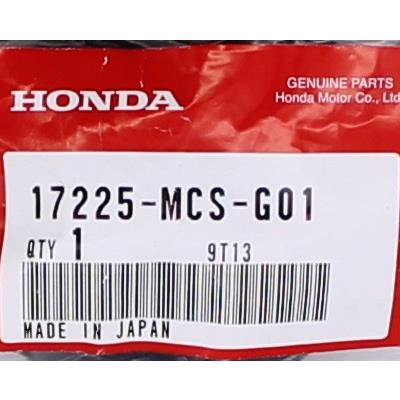 HONDA
GENUINE PARTS
Honda Motor Co., Ltd
17225-MCS-G01
QTY 1 9T13
MADE IN JAPAN